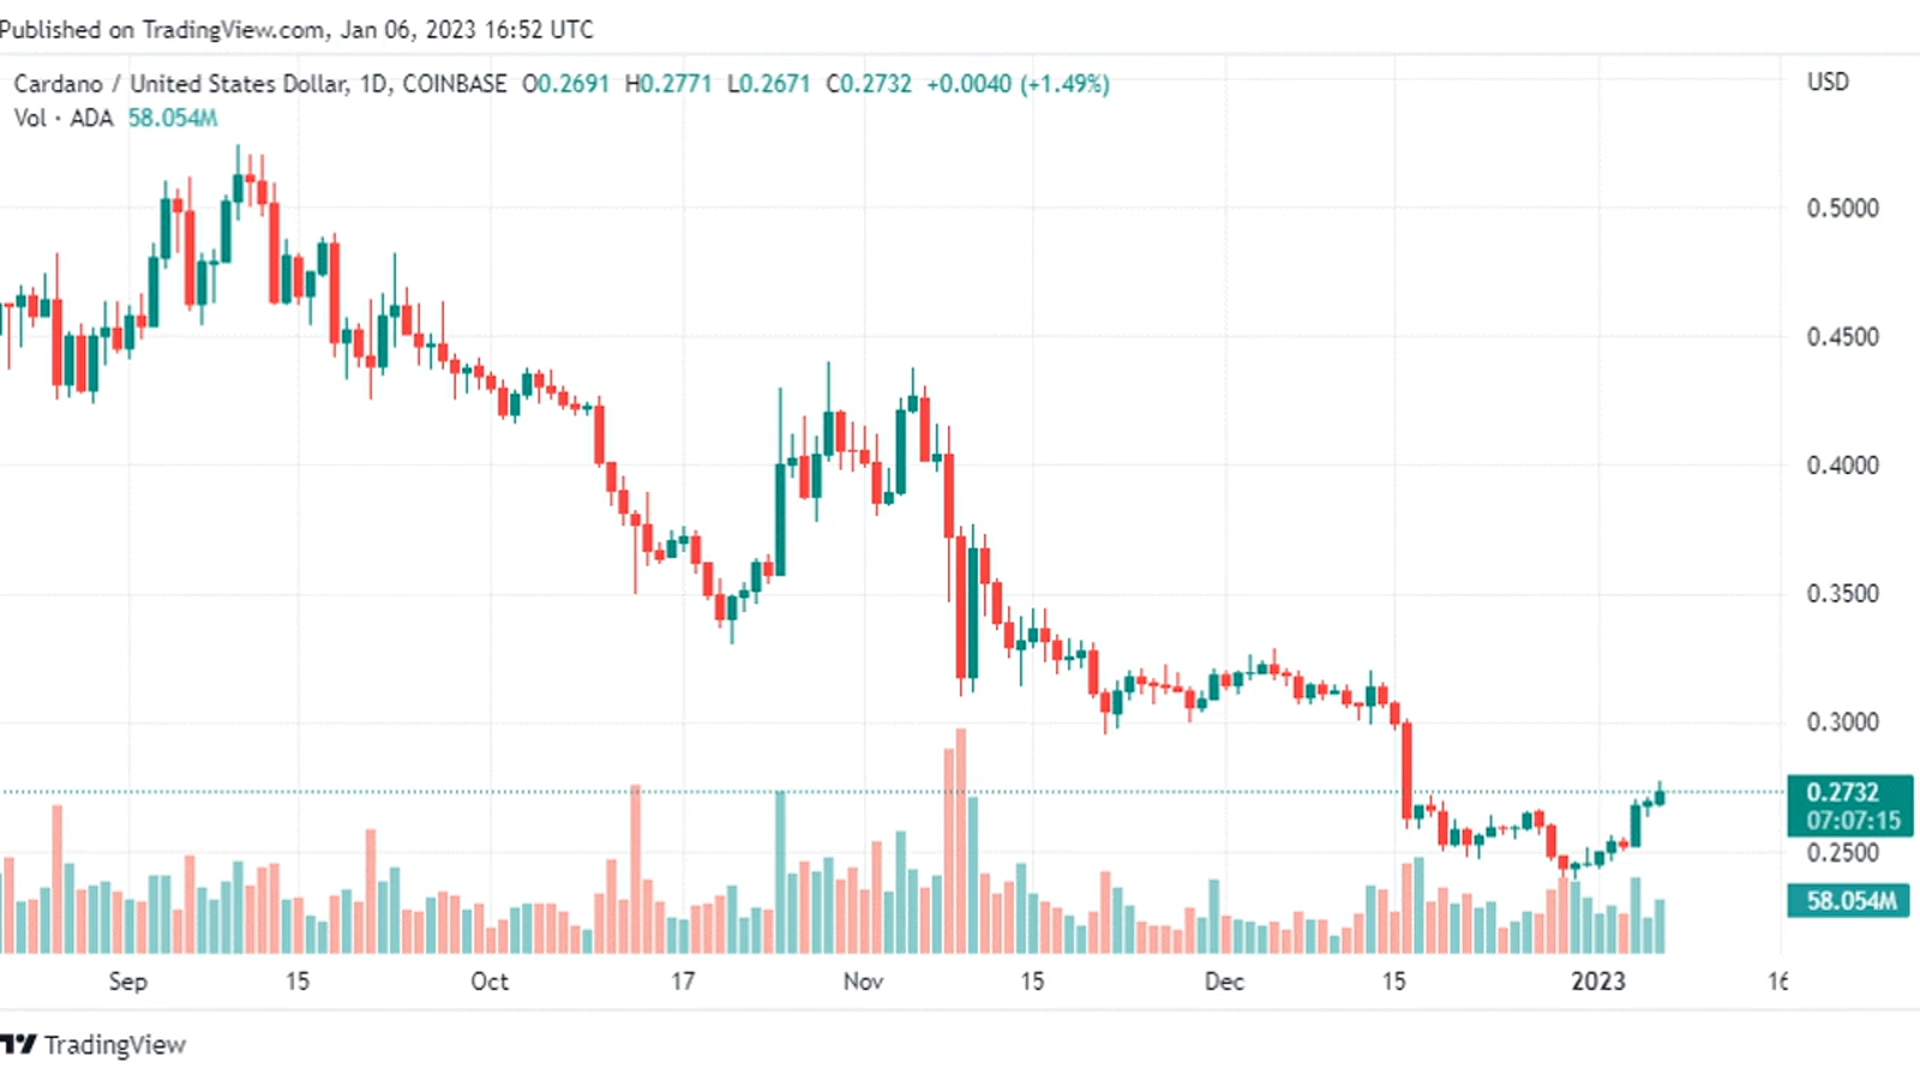 Published on TradingView.com, Jan 06, 2023 16:52 UTC
Cardano / United States Dollar, 1D, COINBASE O0.2691 H0.2771 L0.2671 C0.2732 +0.0040 (+1.49%)
Vol · ADA 58.054M
USD
0.5000
0.4500
0.4000
0.3500
0.3000
0.2732
07:07:15
0.2500
58.054M
Sep 15 Oct 17 Nov 15 Dec 15 2023 16
TradingView